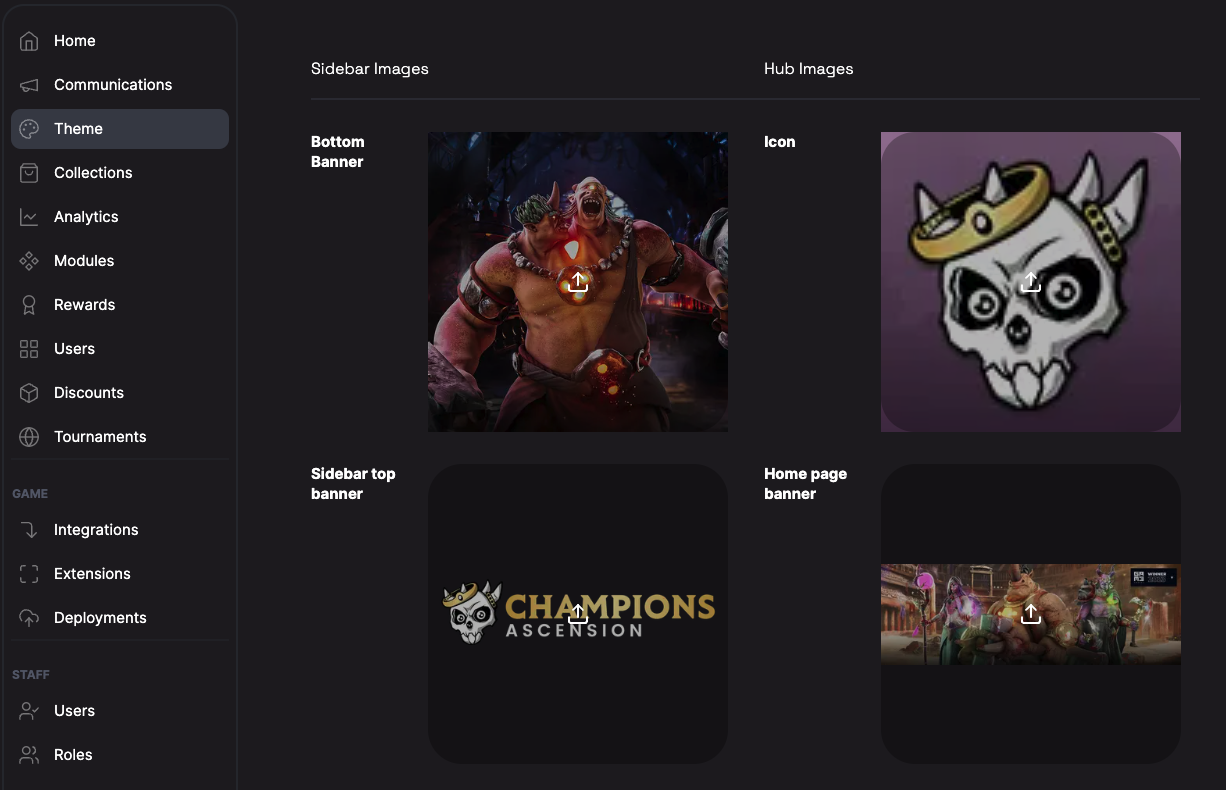 Home
Communications
Theme
Collections
Analytics
Modules
Rewards
Users
Discounts
Tournaments
GAME
Integrations
Extensions
Deployments
STAFF
Users
Roles
Sidebar Images
Hub Images
Bottom
Banner
Icon
Sidebar top
banner
CHAMPIONS
ASCENSION
Home page
banner
WINNER